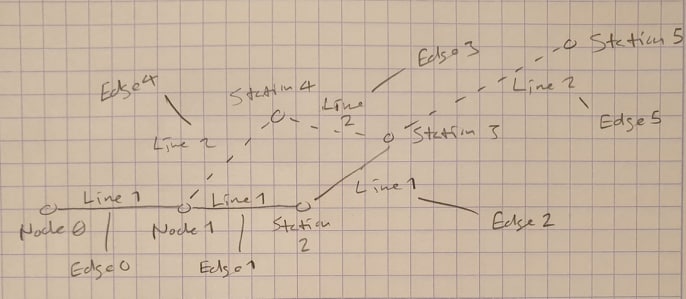 Station 5
Edge 3
Line 2
Edge 4
Station 4
Line
2
Edge 5
Line 2
Station 3
Line 1
Line 1
Line 1
Edge 2
Node 0
Node 1
Station
2
Edge 0
Edge 1